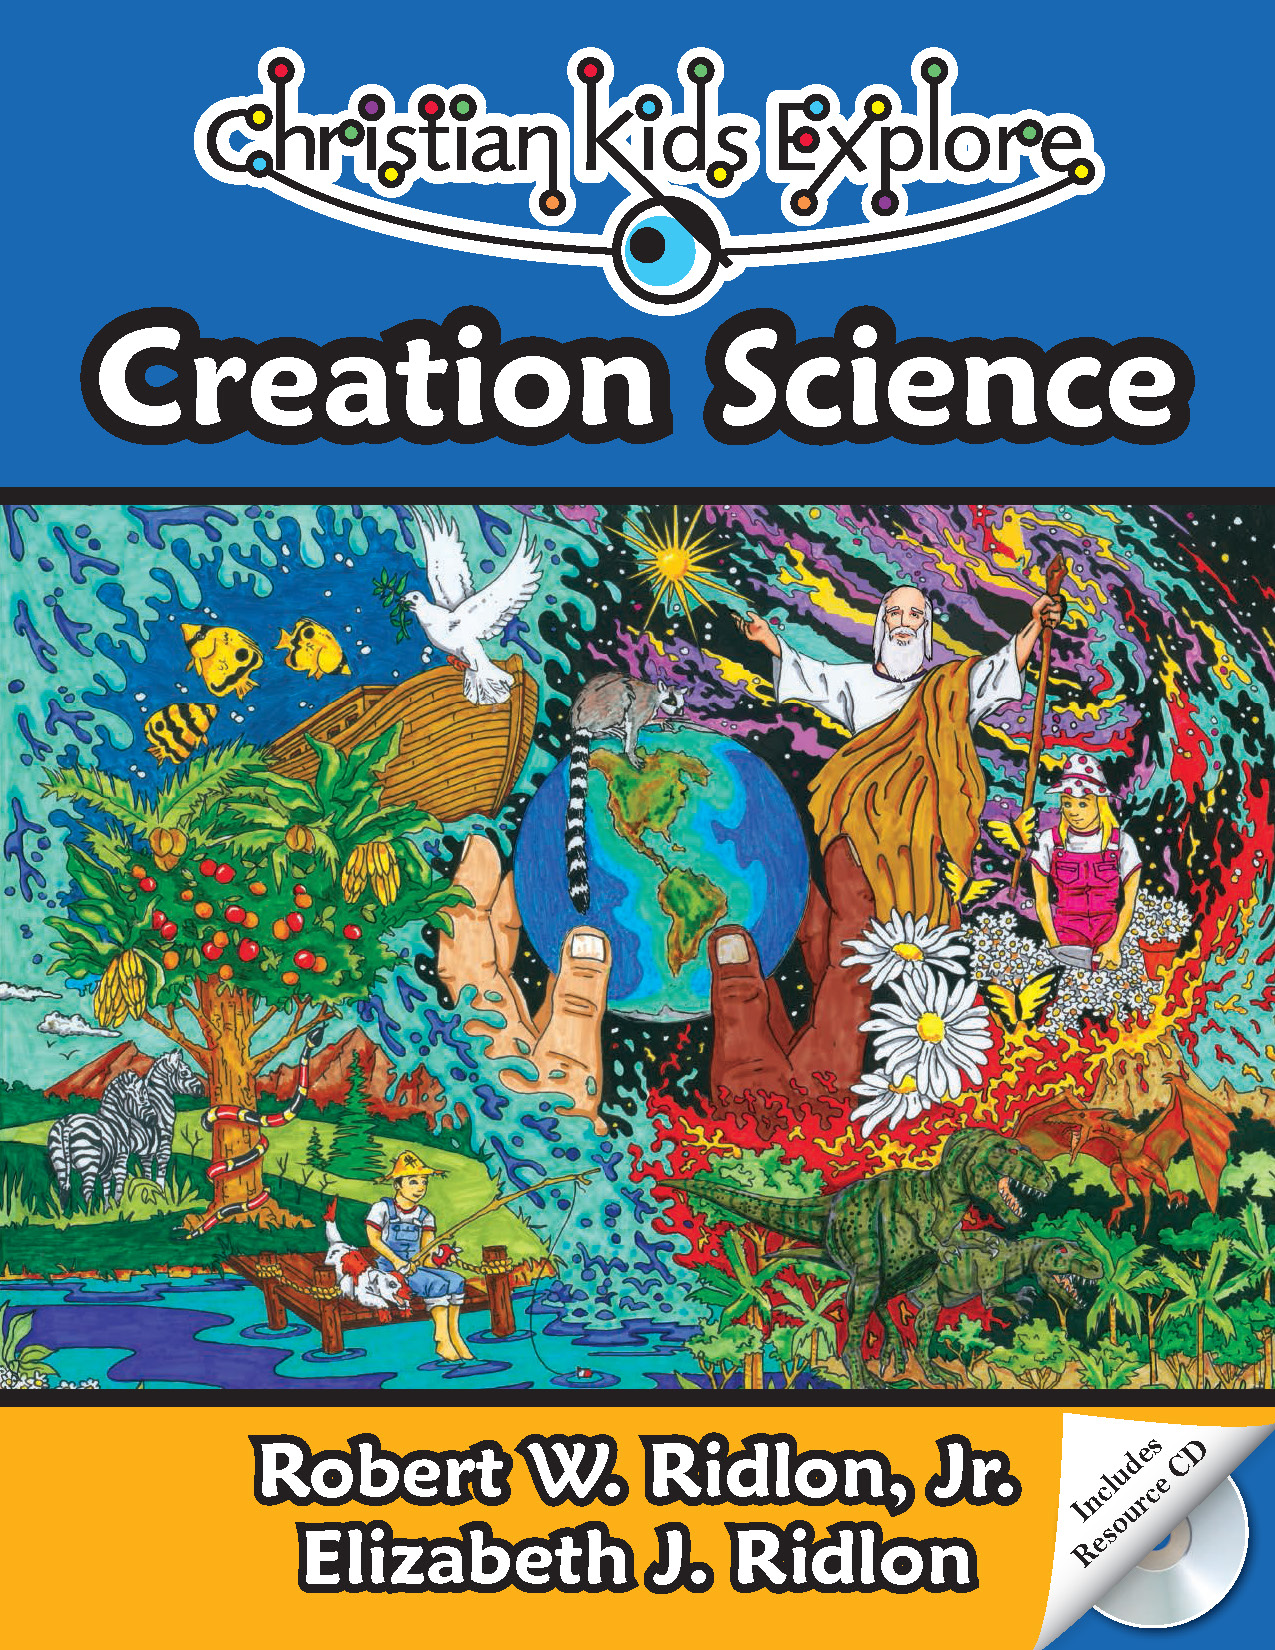 Christian Kids Explore
Creation Science
Robert W. Ridlon, Jr.
Elizabeth J. Ridlon
Includes
Resource CD